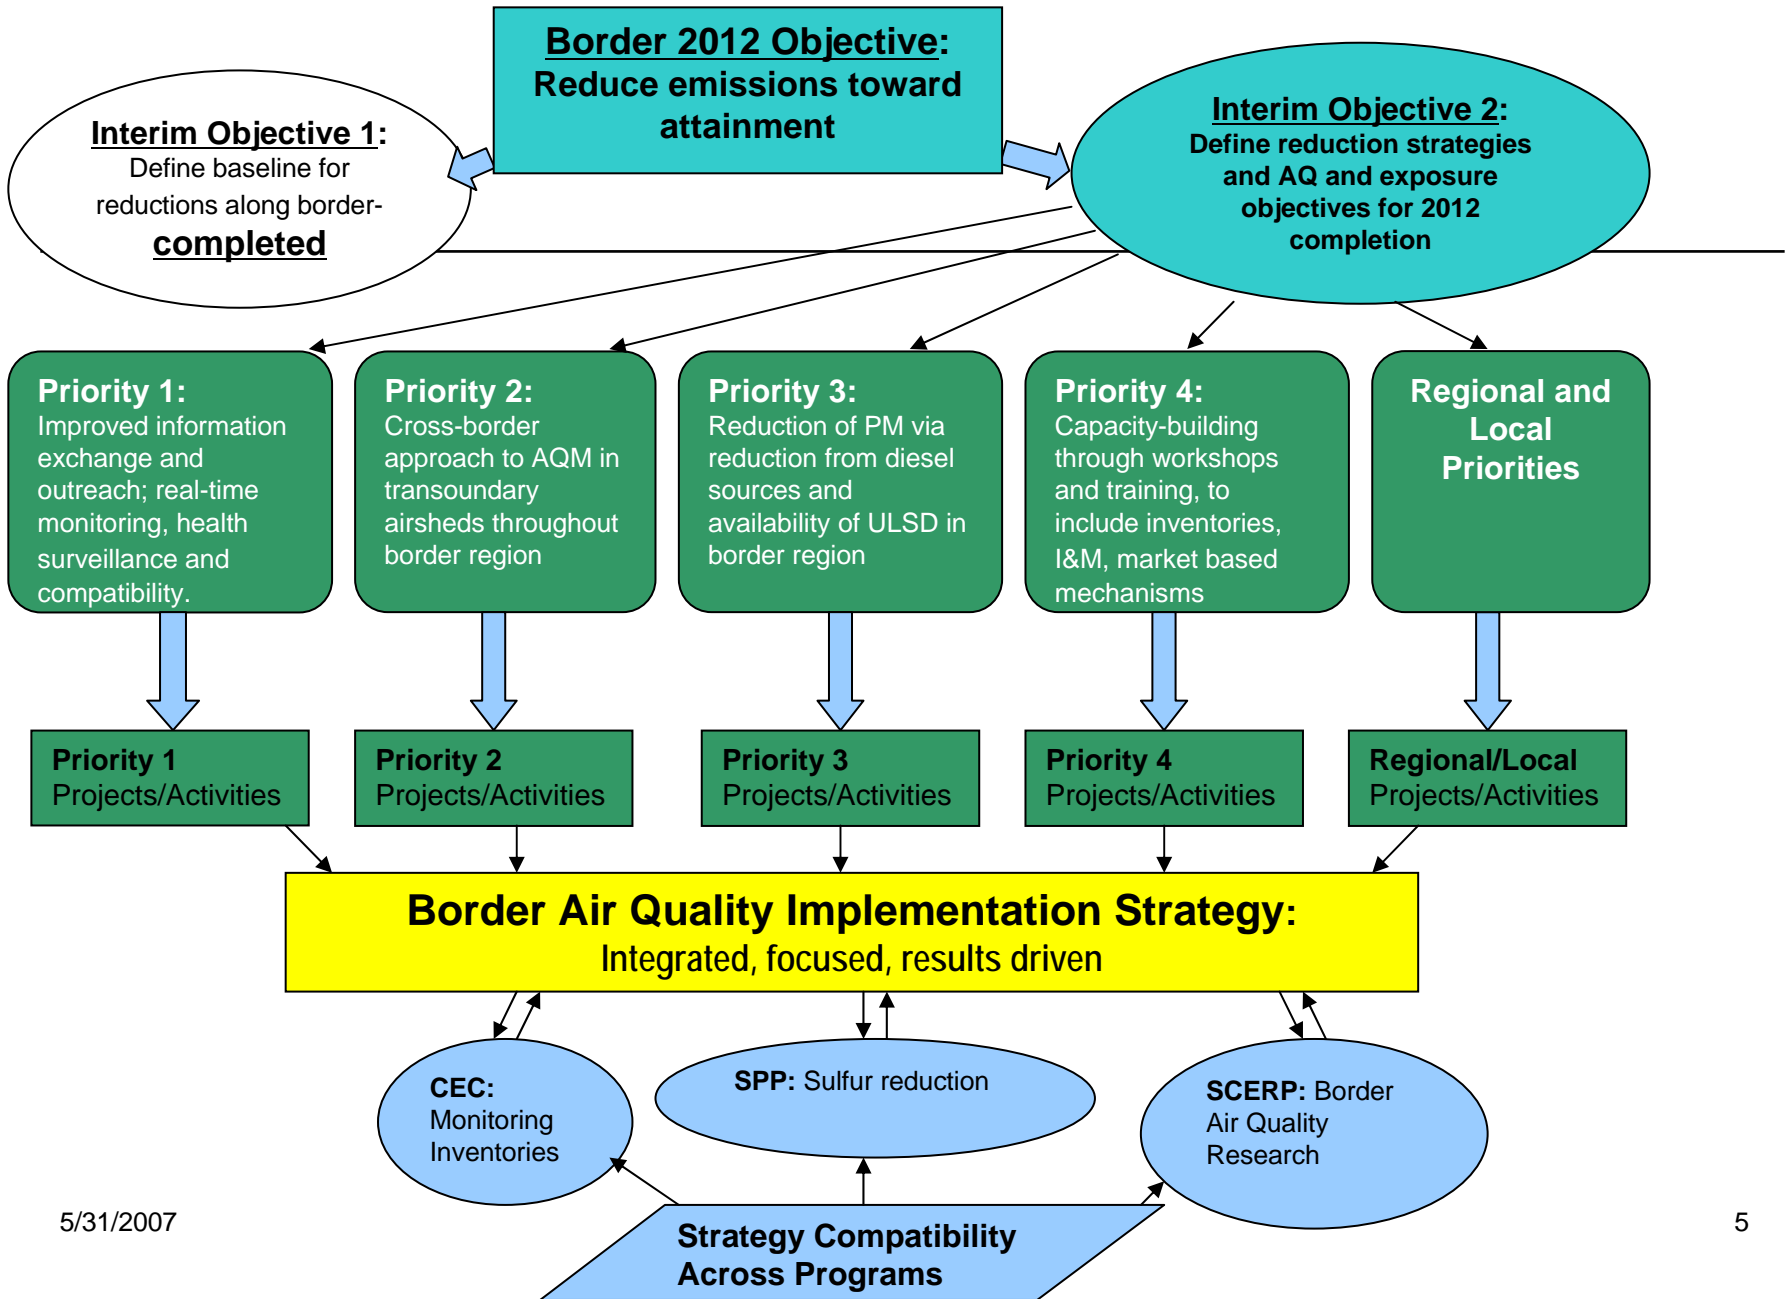 Border 2012 Objective:
Reduce emissions toward
attainment
Interim Objective 1:
Define baseline for
reductions along border-
completed
Interim Objective 2:
Define reduction strategies
and AQ and exposure
objectives for 2012
completion
Priority 1:
Improved information
exchange and
outreach; real-time
monitoring, health
surveillance and
compatibility.
Priority 2:
Cross-border
approach to AQM in
transoundary
airsheds throughout
border region
Priority 3:
Reduction of PM via
reduction from diesel
sources and
availability of ULSD in
border region
Priority 4:
Capacity-building
through workshops
and training, to
include inventories,
I&M, market based
mechanisms
Regional and
Local
Priorities
Priority 1
Projects/Activities
Priority 2
Projects/Activities
Priority 3
Projects/Activities
Priority 4
Projects/Activities
Regional/Local
Projects/Activities
Border Air Quality Implementation Strategy:
Integrated, focused, results driven
CEC:
Monitoring
Inventories
SPP: Sulfur reduction
SCERP: Border
Air Quality
Research
Strategy Compatibility
Across Programs
5/31/2007
5